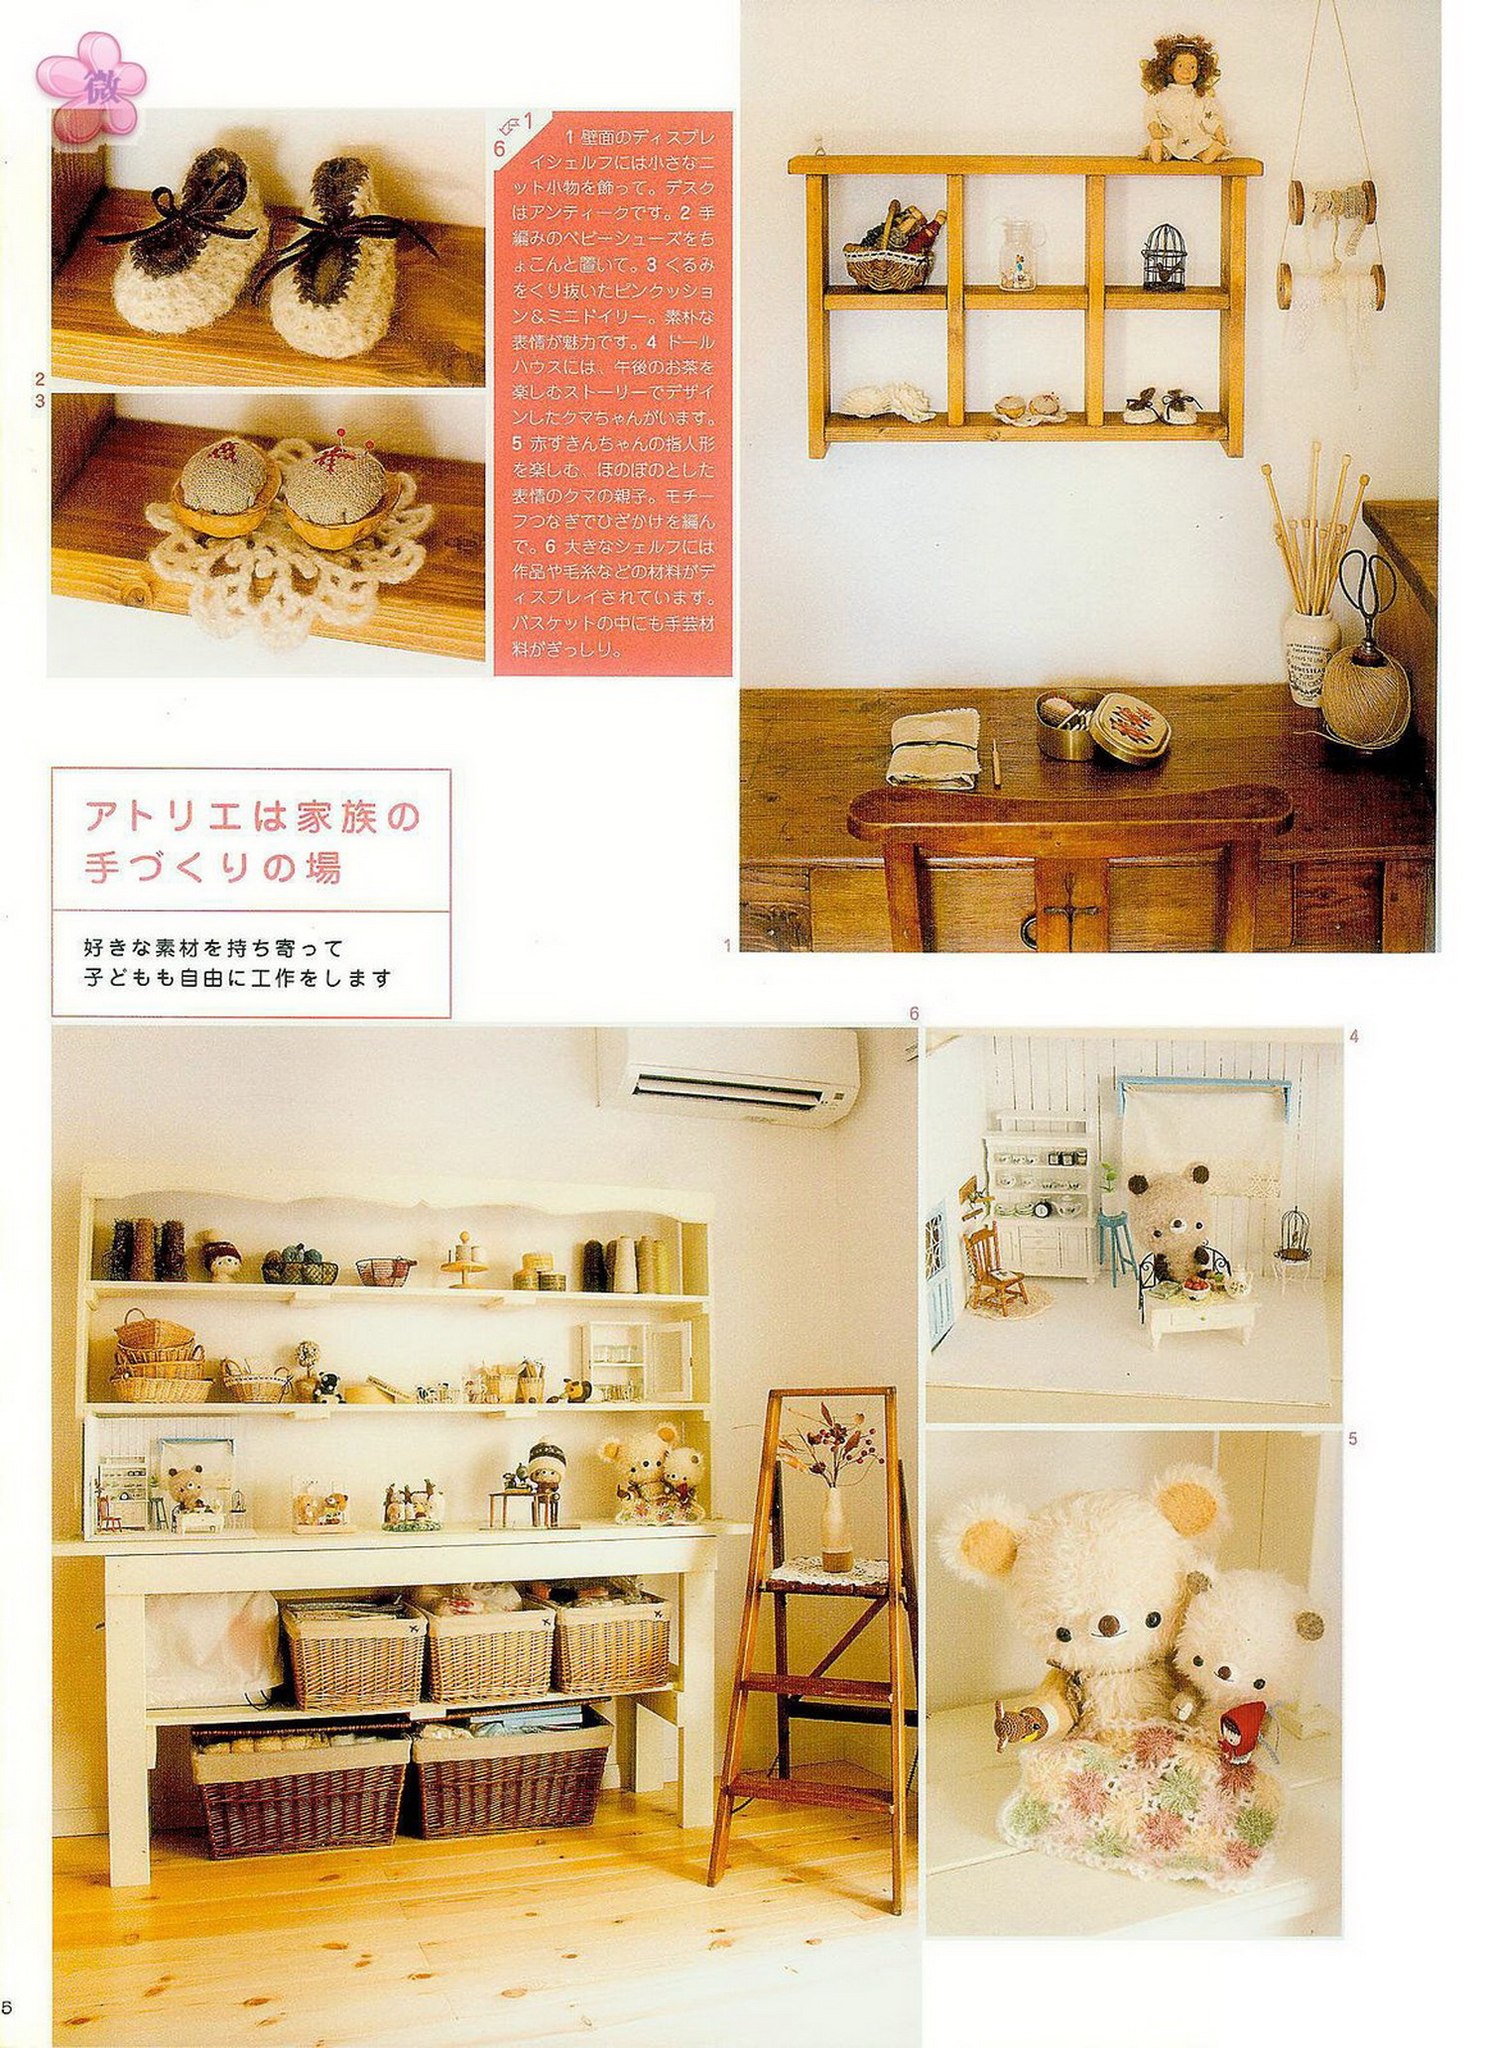 微
1
6
1 壁面のディスプレ
イシェルフには小さなニ
ット小物を飾って。デスク
はアンティークです。2 手
編みのベビーシューズをち
ょこんと置いて。3 くるみ
をくり抜いたピンクッショ
ン&ミニドイリー。素朴な
表情が魅力です。4 ドール
ハウスには、午後のお茶を
楽しむストーリーでデザイ
ンしたクマちゃんがいます。
5 赤ずきんちゃんの指人形
を楽しむ、ほのぼのとした
表情のクマの親子。モチー
フつなぎでひざかけを編ん
で。6 大きなシェルフには
作品や毛糸などの材料がデ
ィスプレイされています。
バスケットの中にも手芸材
料がぎっしり。
2
3
アトリエは家族の
手づくりの場
好きな素材を持ち寄って
子どもも自由に工作をします
1
6
4
5
5